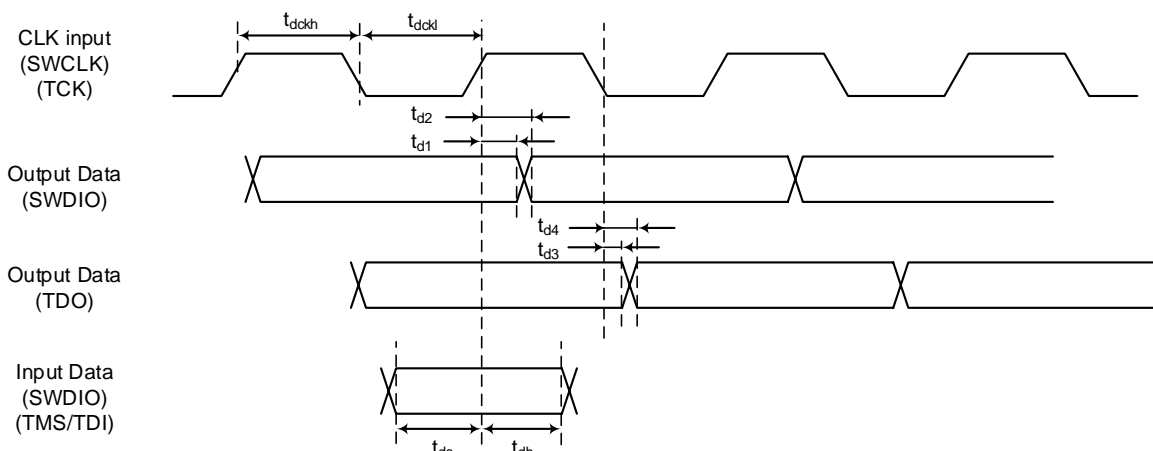 CLK input
(SWCLK)
(TCK)
tdckh
tdckl
td2
td1
Output Data
(SWDIO)
td4
td3
Output Data
(TDO)
Input Data
(SWDIO)
(TMS/TDI)